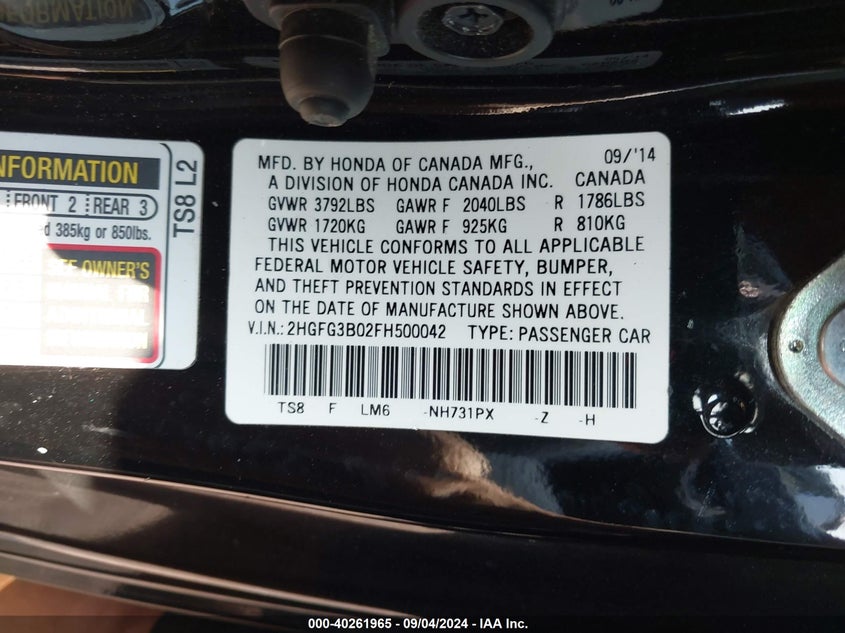 FORMATION
NFORMATION
FRONT 2 REAR 3
d 385kg or 850lbs.
OWNER'S
TS8 L2
MFD. BY HONDA OF CANADA MFG., 09/'14
A DIVISION OF HONDA CANADA INC. CANADA
GVWR 3792LBS GAWR F 2040LBS R 1786LBS
GVWR 1720KG GAWR F 925KG R 810KG
THIS VEHICLE CONFORMS TO ALL APPLICABLE
FEDERAL MOTOR VEHICLE SAFETY, BUMPER,
AND THEFT PREVENTION STANDARDS IN EFFECT
ON THE DATE OF MANUFACTURE SHOWN ABOVE.
V.I.N.: 2HGFG3B02FH500042 TYPE: PASSENGER CAR
TS8 F LM6 -NH731PX -Z -H
000-40261965 - 09/04/2024 - IAA Inc.